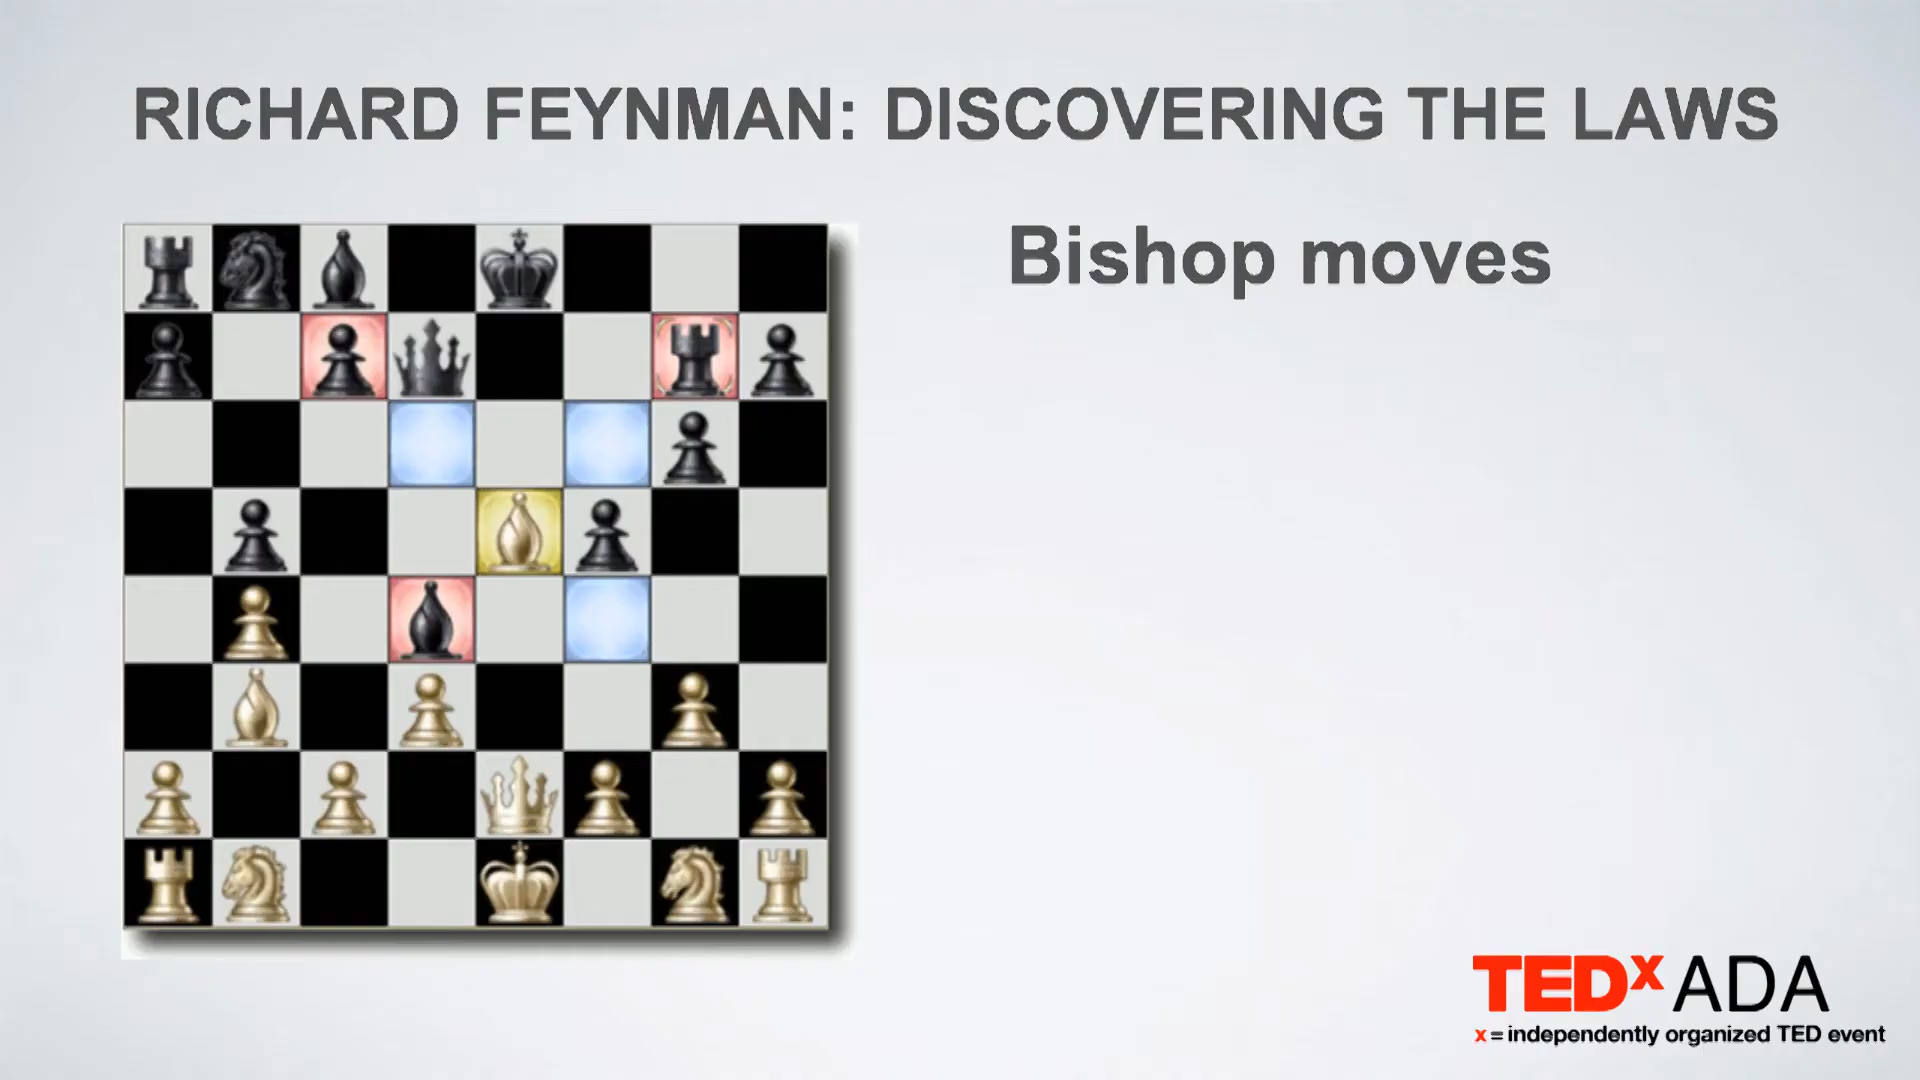 RICHARD FEYNMAN: DISCOVERING THE LAWS
Bishop moves
TEDx ADA
x = independently organized TED event